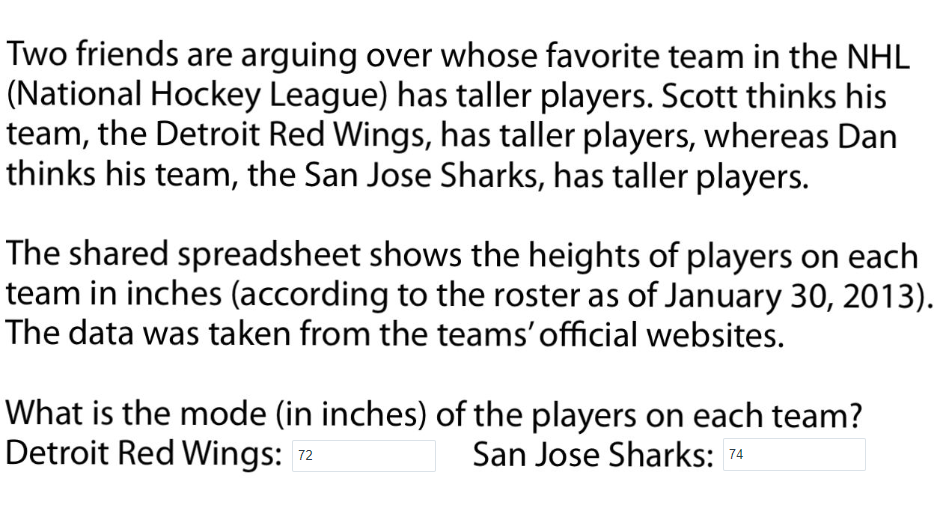 Two friends are arguing over whose favorite team in the NHL
(National Hockey League) has taller players. Scott thinks his
team, the Detroit Red Wings, has taller players, whereas Dan
thinks his team, the San Jose Sharks, has taller players.
The shared spreadsheet shows the heights of players on each
team in inches (according to the roster as of January 30, 2013).
The data was taken from the teams’ official websites.
What is the mode (in inches) of the players on each team?
Detroit Red Wings: 72 San Jose Sharks: 74